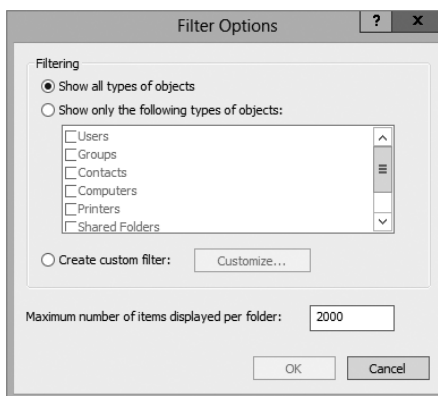 Filter Options
? x
Filtering
Show all types of objects
Show only the following types of objects:
Users
Groups
Contacts
Computers
Printers
Shared Folders
Create custom filter: Customize...
Maximum number of items displayed per folder: 2000
OK Cancel